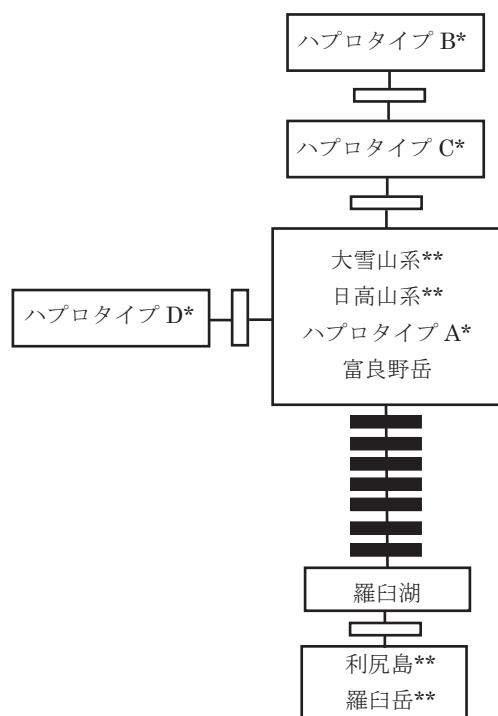 ハプロタイプ B*
ハプロタイプ C*
大雪山系**
日高山系**
ハプロタイプ A*
富良野岳
ハプロタイプ D*
羅臼湖
利尻島**
羅臼岳**